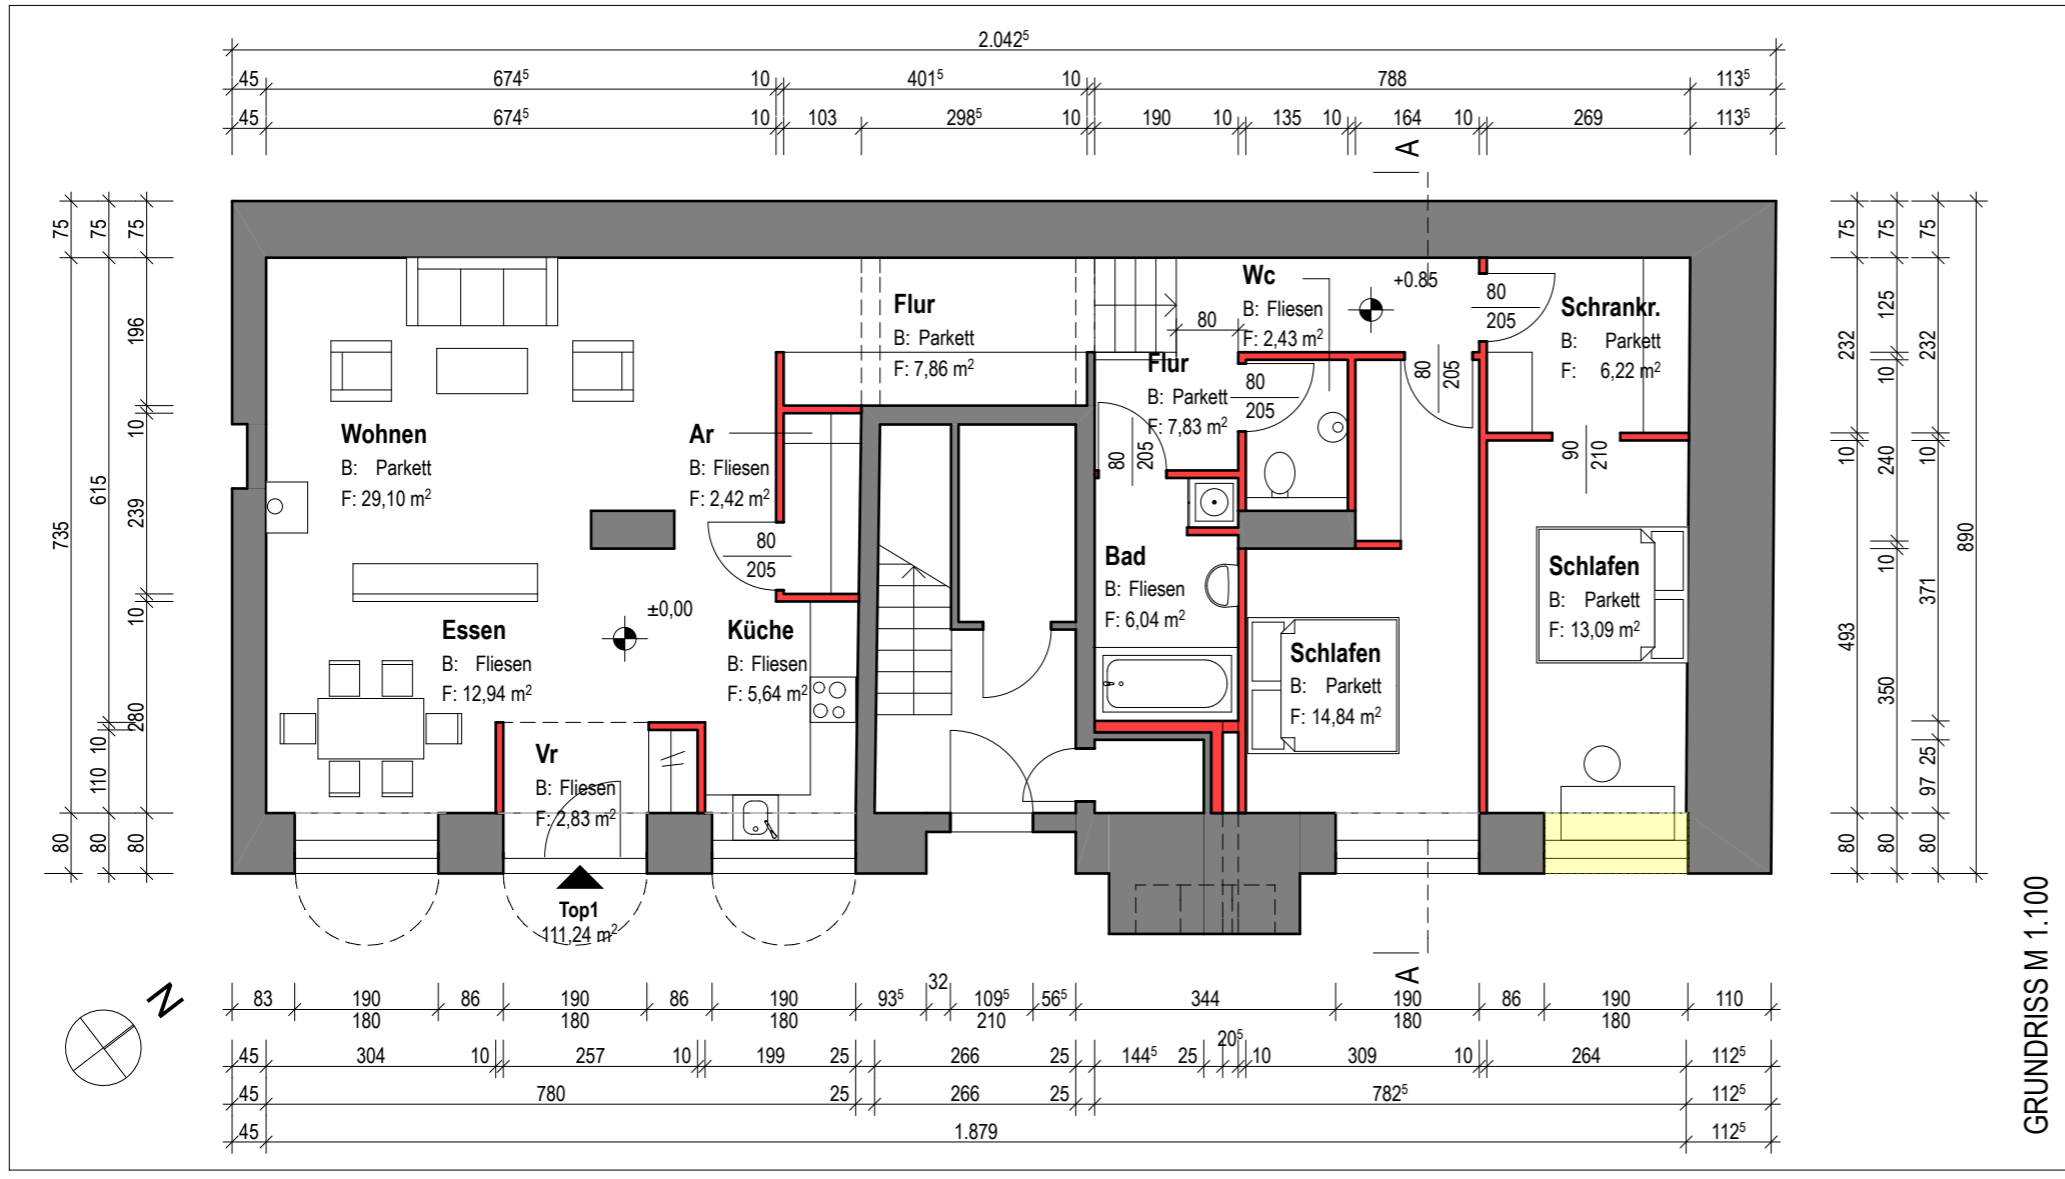 2.042⁵
45 674⁵ 10 401⁵ 10 788 113⁵
45 674⁵ 10 103 298⁵ 10 190 10 135 10 164 10 269 113⁵
A
75 75 75
196
10
615
239
735
10
280
10
110
80 80 80
Wohnen
B: Parkett
F: 29,10 m²
Ar
B: Fliesen
F: 2,42 m²
80
205
Flur
B: Parkett
F: 7,86 m²
80
Flur
B: Parkett
F: 7,83 m²
Wc
B: Fliesen
F: 2,43 m²
+0.85
80
205
80
205
80
205
80
205
Schrankr.
B: Parkett
F: 6,22 m²
90
210
Essen
B: Fliesen
F: 12,94 m²
±0,00
Küche
B: Fliesen
F: 5,64 m²
Bad
B: Fliesen
F: 6,04 m²
Schlafen
B: Parkett
F: 14,84 m²
Schlafen
B: Parkett
F: 13,09 m²
Vr
B: Fliesen
F: 2,83 m²
Top1
111,24 m²
75 75 75
125
232 232
10
10 240 10
10
371
493
350
890
25
97
80 80 80
A
N
83 190 86 190 86 190 93⁵ 32 109⁵ 56⁵ 344 190 86 190 110
180 180 180 210 180 180
45 304 10 257 10 199 25 266 25 144⁵ 25 20⁵ 10 309 10 264 112⁵
45 780 25 266 25 782⁵ 112⁵
45 1.879 112⁵
GRUNDRISS M 1.100